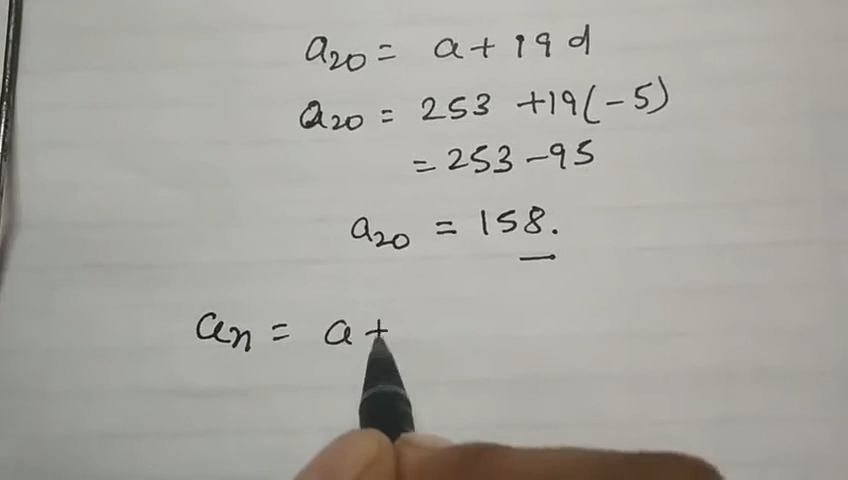 a₂₀ = a + 19d
a₂₀ = 253 + 19(-5)
= 253 - 95
a₂₀ = 158.
aₙ = a +